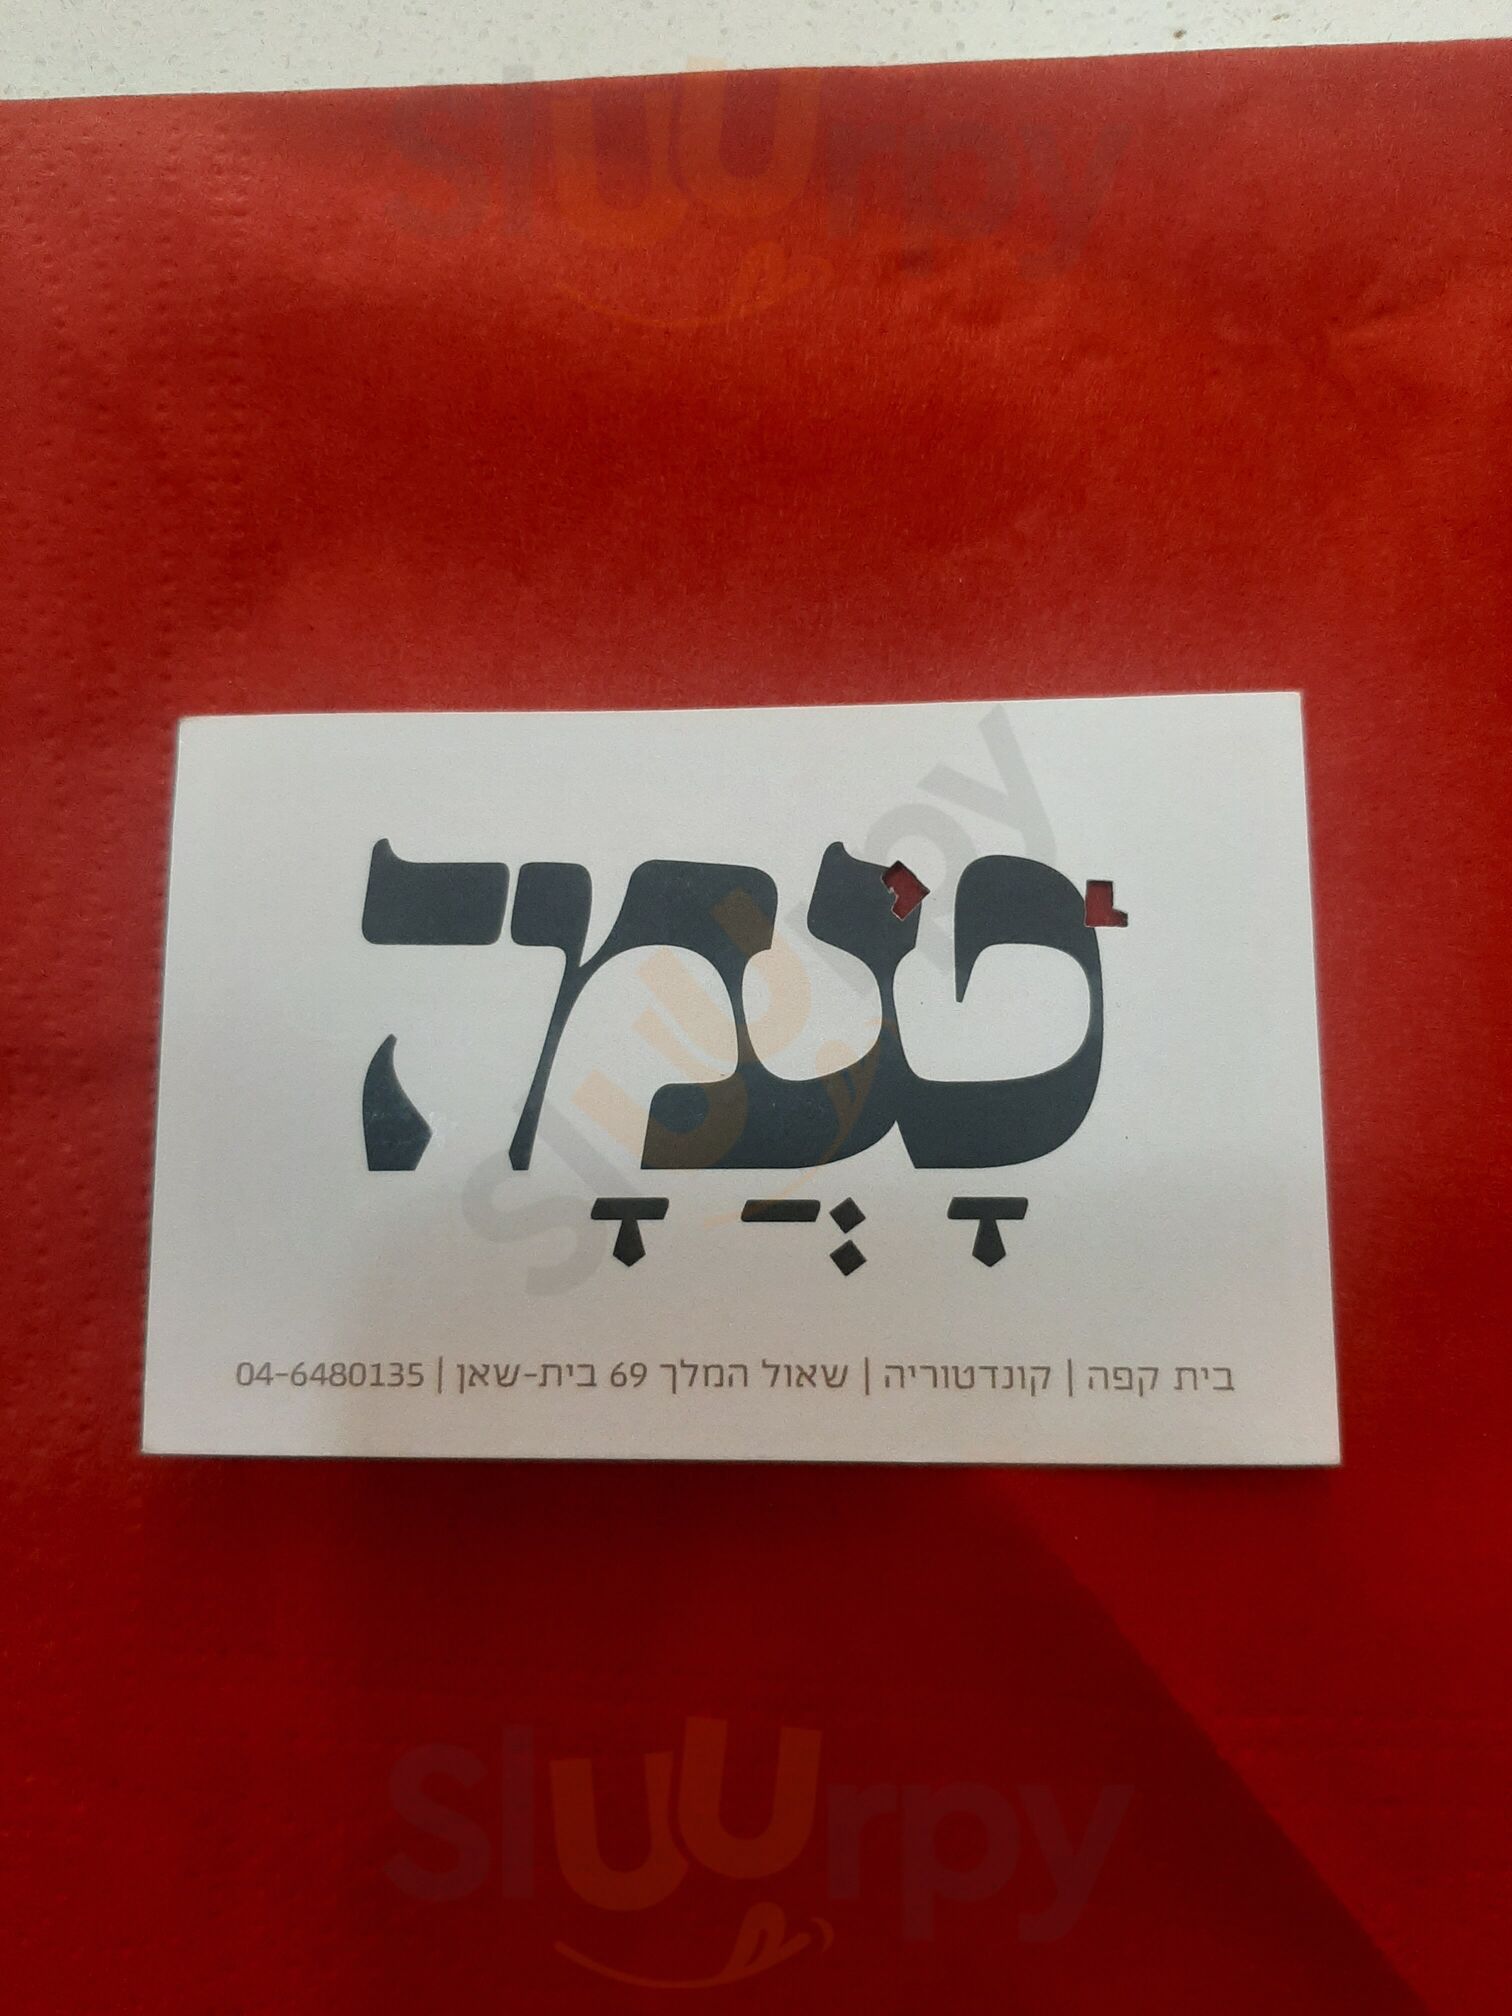 טָעֲמָה
בית קפה | קונדטוריה | שאול המלך 69 בית-שאן | 04-6480135